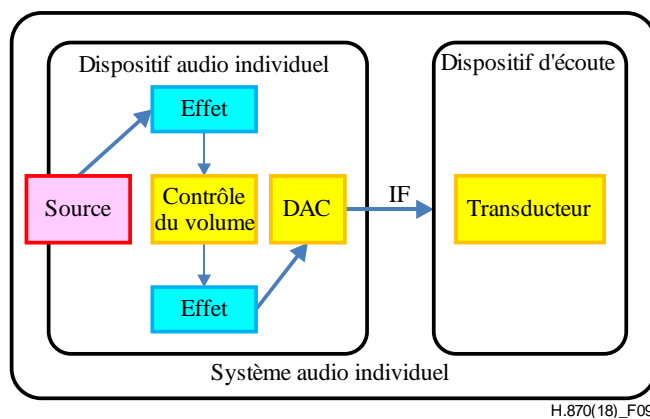 Dispositif audio individuel
Dispositif d'écoute
Effet
Source
Contrôle
du volume
DAC
IF
Transducteur
Effet
Système audio individuel
H.870(18)_F09